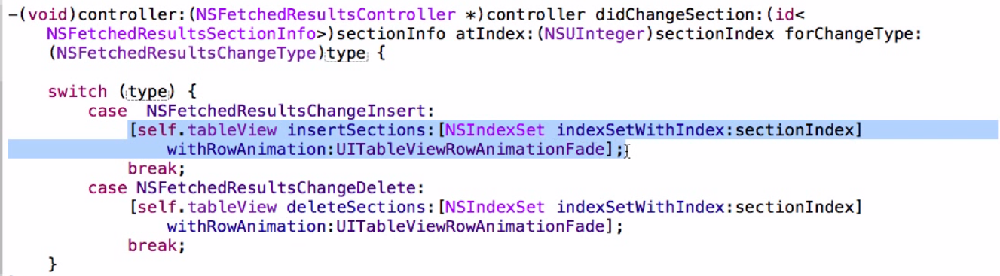 -(void)controller:(NSFetchedResultsController *)controller didChangeSection:(id<
NSFetchedResultsSectionInfo>)sectionInfo atIndex:(NSUInteger)sectionIndex forChangeType:
(NSFetchedResultsChangeType)type {
switch (type) {
case  NSFetchedResultsChangeInsert:
[self.tableView insertSections:[NSIndexSet indexSetWithIndex:sectionIndex]
withRowAnimation:UITableViewRowAnimationFade];
break;
case NSFetchedResultsChangeDelete:
[self.tableView deleteSections:[NSIndexSet indexSetWithIndex:sectionIndex]
withRowAnimation:UITableViewRowAnimationFade];
break;
}